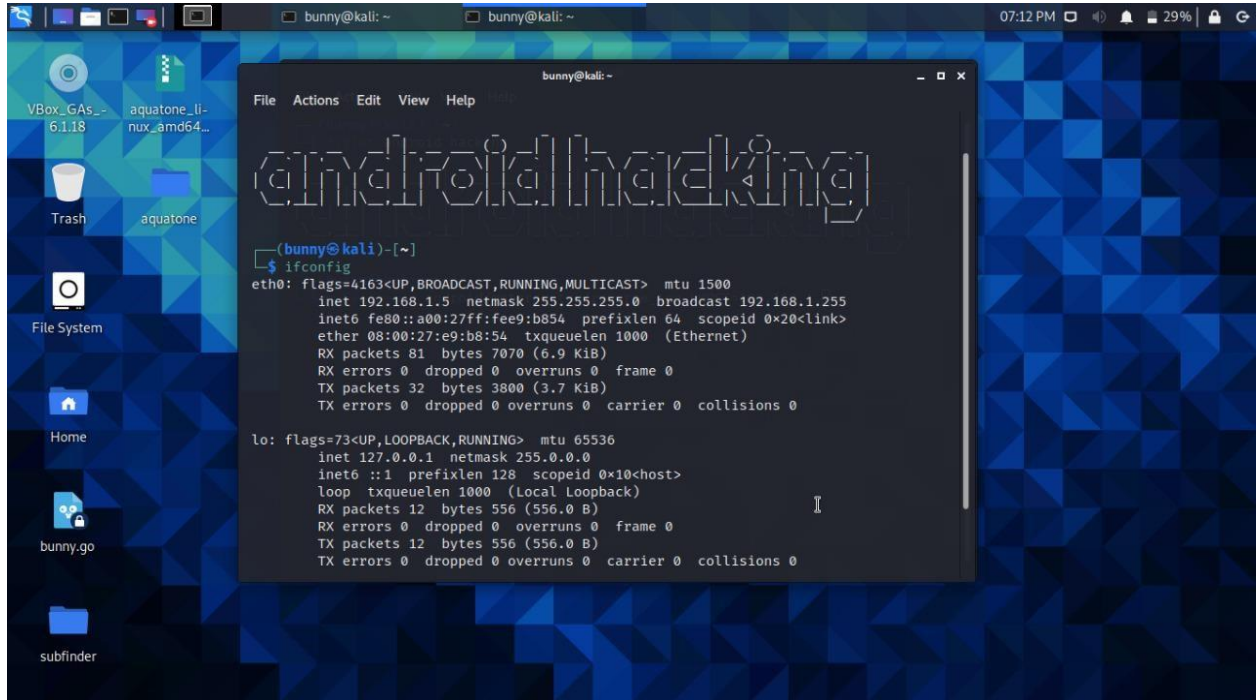 bunny@kali: ~
bunny@kali: ~
07:12 PM
29%
VBox_GAs_-
6.1.18
aquatone_li-
nux_amd64...
Trash
aquatone
File System
Home
bunny.go
subfinder
bunny@kali: ~
File Actions Edit View Help
android hacking
┌──(bunny㉿kali)-[~]
└─$ ifconfig
eth0: flags=4163<UP,BROADCAST,RUNNING,MULTICAST>  mtu 1500
        inet 192.168.1.5  netmask 255.255.255.0  broadcast 192.168.1.255
        inet6 fe80::a00:27ff:fee9:b854  prefixlen 64  scopeid 0×20<link>
        ether 08:00:27:e9:b8:54  txqueuelen 1000  (Ethernet)
        RX packets 81  bytes 7070 (6.9 KiB)
        RX errors 0  dropped 0  overruns 0  frame 0
        TX packets 32  bytes 3800 (3.7 KiB)
        TX errors 0  dropped 0 overruns 0  carrier 0  collisions 0
lo: flags=73<UP,LOOPBACK,RUNNING>  mtu 65536
        inet 127.0.0.1  netmask 255.0.0.0
        inet6 ::1  prefixlen 128  scopeid 0×10<host>
        loop  txqueuelen 1000  (Local Loopback)
        RX packets 12  bytes 556 (556.0 B)
        RX errors 0  dropped 0  overruns 0  frame 0
        TX packets 12  bytes 556 (556.0 B)
        TX errors 0  dropped 0 overruns 0  carrier 0  collisions 0